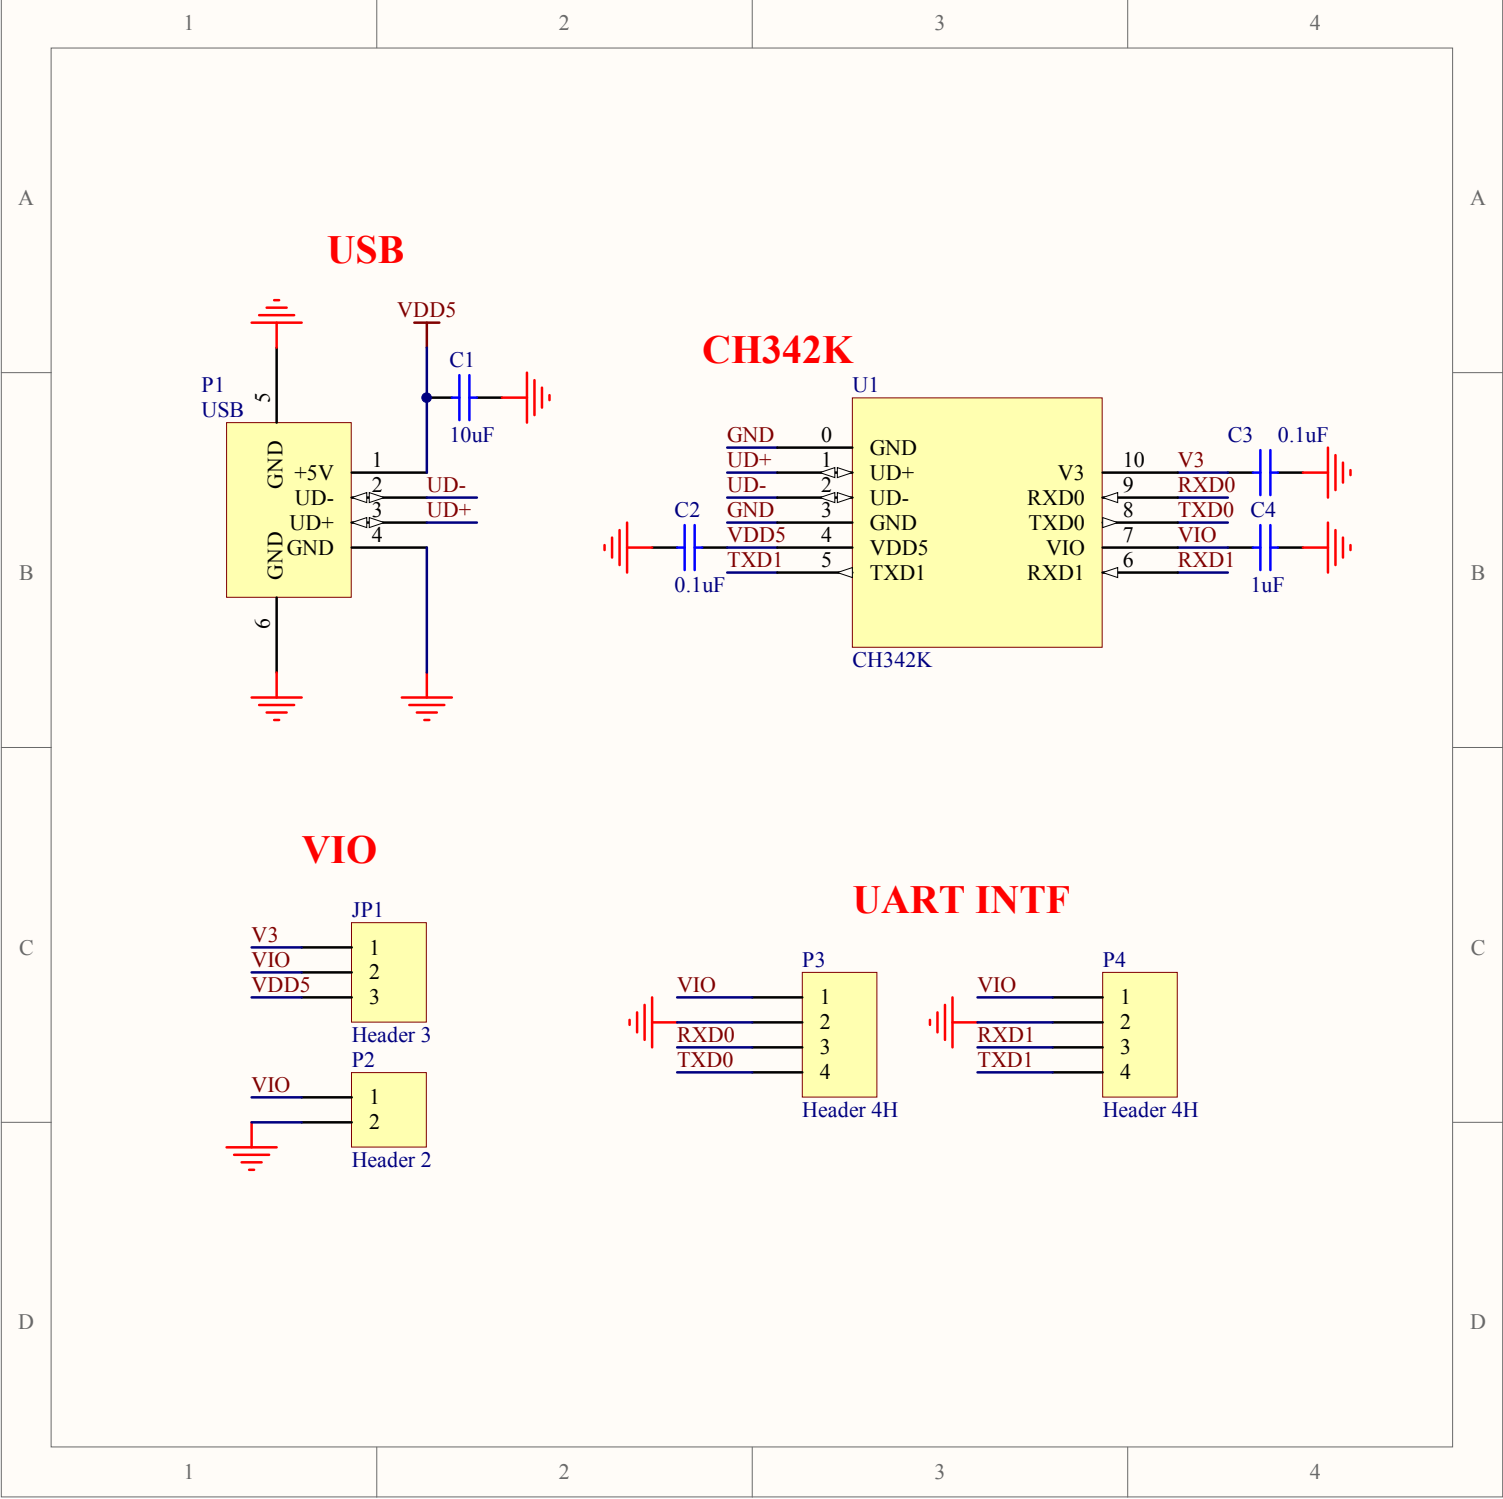 1 2 3 4
A A
USB
VDD5
C1
10uF
P1
USB
5
GND
+5V 1
UD- 2 UD-
UD+ 3 UD+
GND 4
GND
6
CH342K
U1
GND 0 GND
UD+ 1 UD+
UD- 2 UD-
GND 3 GND
C2
VDD5 4 VDD5
TXD1 5 TXD1
0.1uF
C3 0.1uF
V3 10 V3
RXD0 9 RXD0
TXD0 8 TXD0
C4
VIO 7 VIO
RXD1 6 RXD1
1uF
CH342K
B B
VIO
JP1
V3 1
VIO 2
VDD5 3
Header 3
P2
VIO 1
2
Header 2
UART INTF
P3
VIO 1
2
RXD0 3
TXD0 4
Header 4H
P4
VIO 1
2
RXD1 3
TXD1 4
Header 4H
C C
D D
1 2 3 4